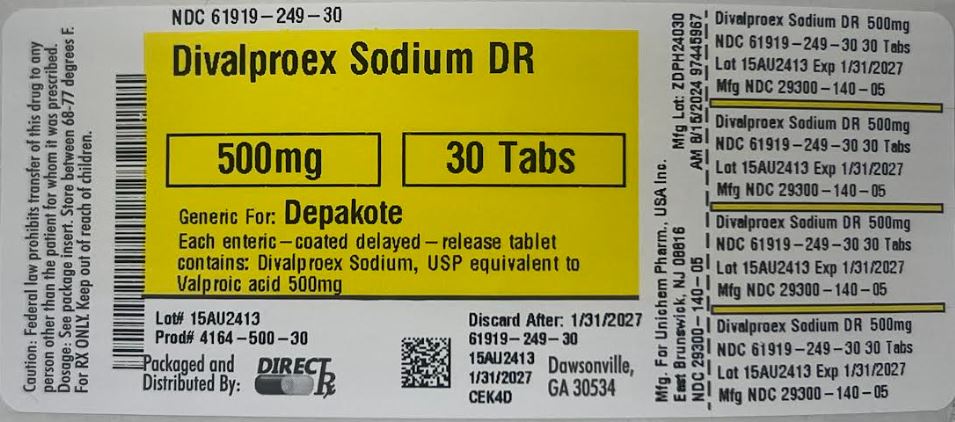 Caution: Federal law prohibits transfer of this drug to any
person other than the patient for whom it was prescribed.
Dosage: See package insert. Store between 68-77 degrees F.
For RX ONLY. Keep out of reach of children.
NDC 61919-249-30
Divalproex Sodium DR
500mg
30 Tabs
Generic For: Depakote
Each enteric-coated delayed-release tablet
contains: Divalproex Sodium, USP equivalent to
Valproic acid 500mg
Lot# 15AU2413
Prod# 4164-500-30
Packaged and
Distributed By:
DIRECT Rx
Discard After: 1/31/2027
61919-249-30
15AU2413
1/31/2027
CEK4D
Dawsonville,
GA 30534
Mfg. For Unichem Pharm., USA Inc.
East Brunswick, NJ 08816
NDC 29300-140-05
Mfg Lot: ZDPH24030
AM 8/15/2024 97445967
Divalproex Sodium DR 500mg
NDC 61919-249-30 30 Tabs
Lot 15AU2413 Exp 1/31/2027
Mfg NDC 29300-140-05
Divalproex Sodium DR 500mg
NDC 61919-249-30 30 Tabs
Lot 15AU2413 Exp 1/31/2027
Mfg NDC 29300-140-05
Divalproex Sodium DR 500mg
NDC 61919-249-30 30 Tabs
Lot 15AU2413 Exp 1/31/2027
Mfg NDC 29300-140-05
Divalproex Sodium DR 500mg
NDC 61919-249-30 30 Tabs
Lot 15AU2413 Exp 1/31/2027
Mfg NDC 29300-140-05